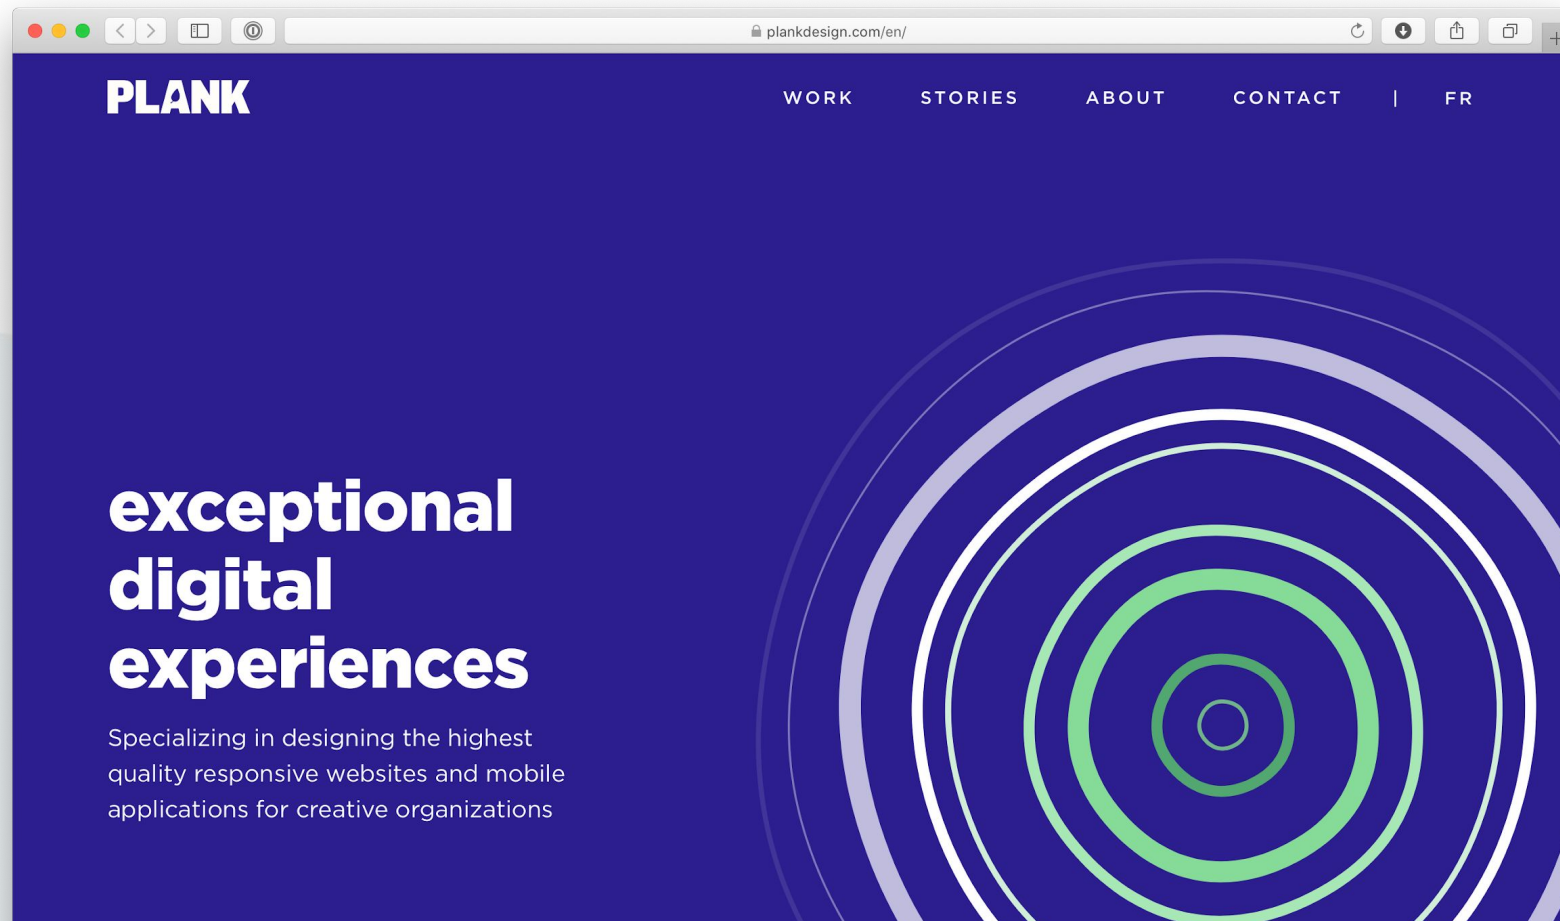 plankdesign.com/en/
PLANK
WORK STORIES ABOUT CONTACT | FR
exceptional
digital
experiences
Specializing in designing the highest
quality responsive websites and mobile
applications for creative organizations